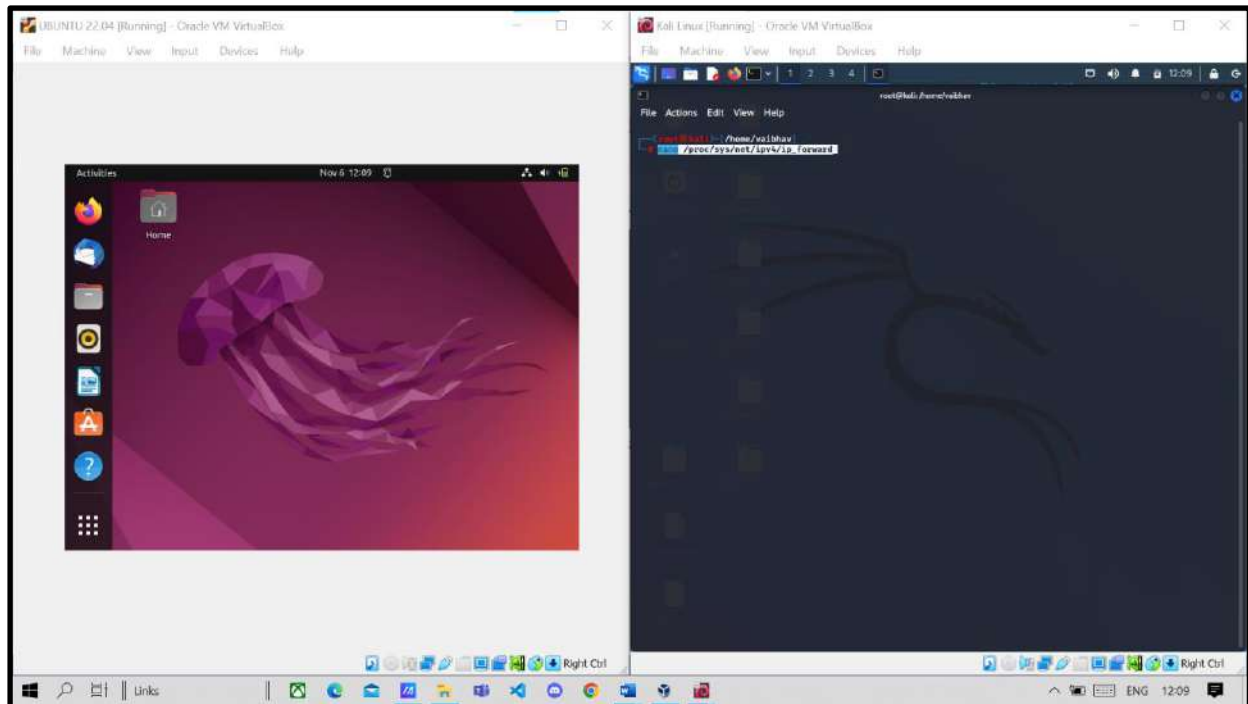 UBUNTU 22.04 [Running] - Oracle VM VirtualBox
File Machine View Input Devices Help
Activities Nov 6 12:09
Home
Right Ctrl
Kali Linux [Running] - Oracle VM VirtualBox
File Machine View Input Devices Help
1 2 3 4 12:09
root@kali:/home/vaibhav
File Actions Edit View Help
(root@kali)-[/home/vaibhav]
# nano /proc/sys/net/ipv4/ip_forward
Right Ctrl
Links ENG 12:09